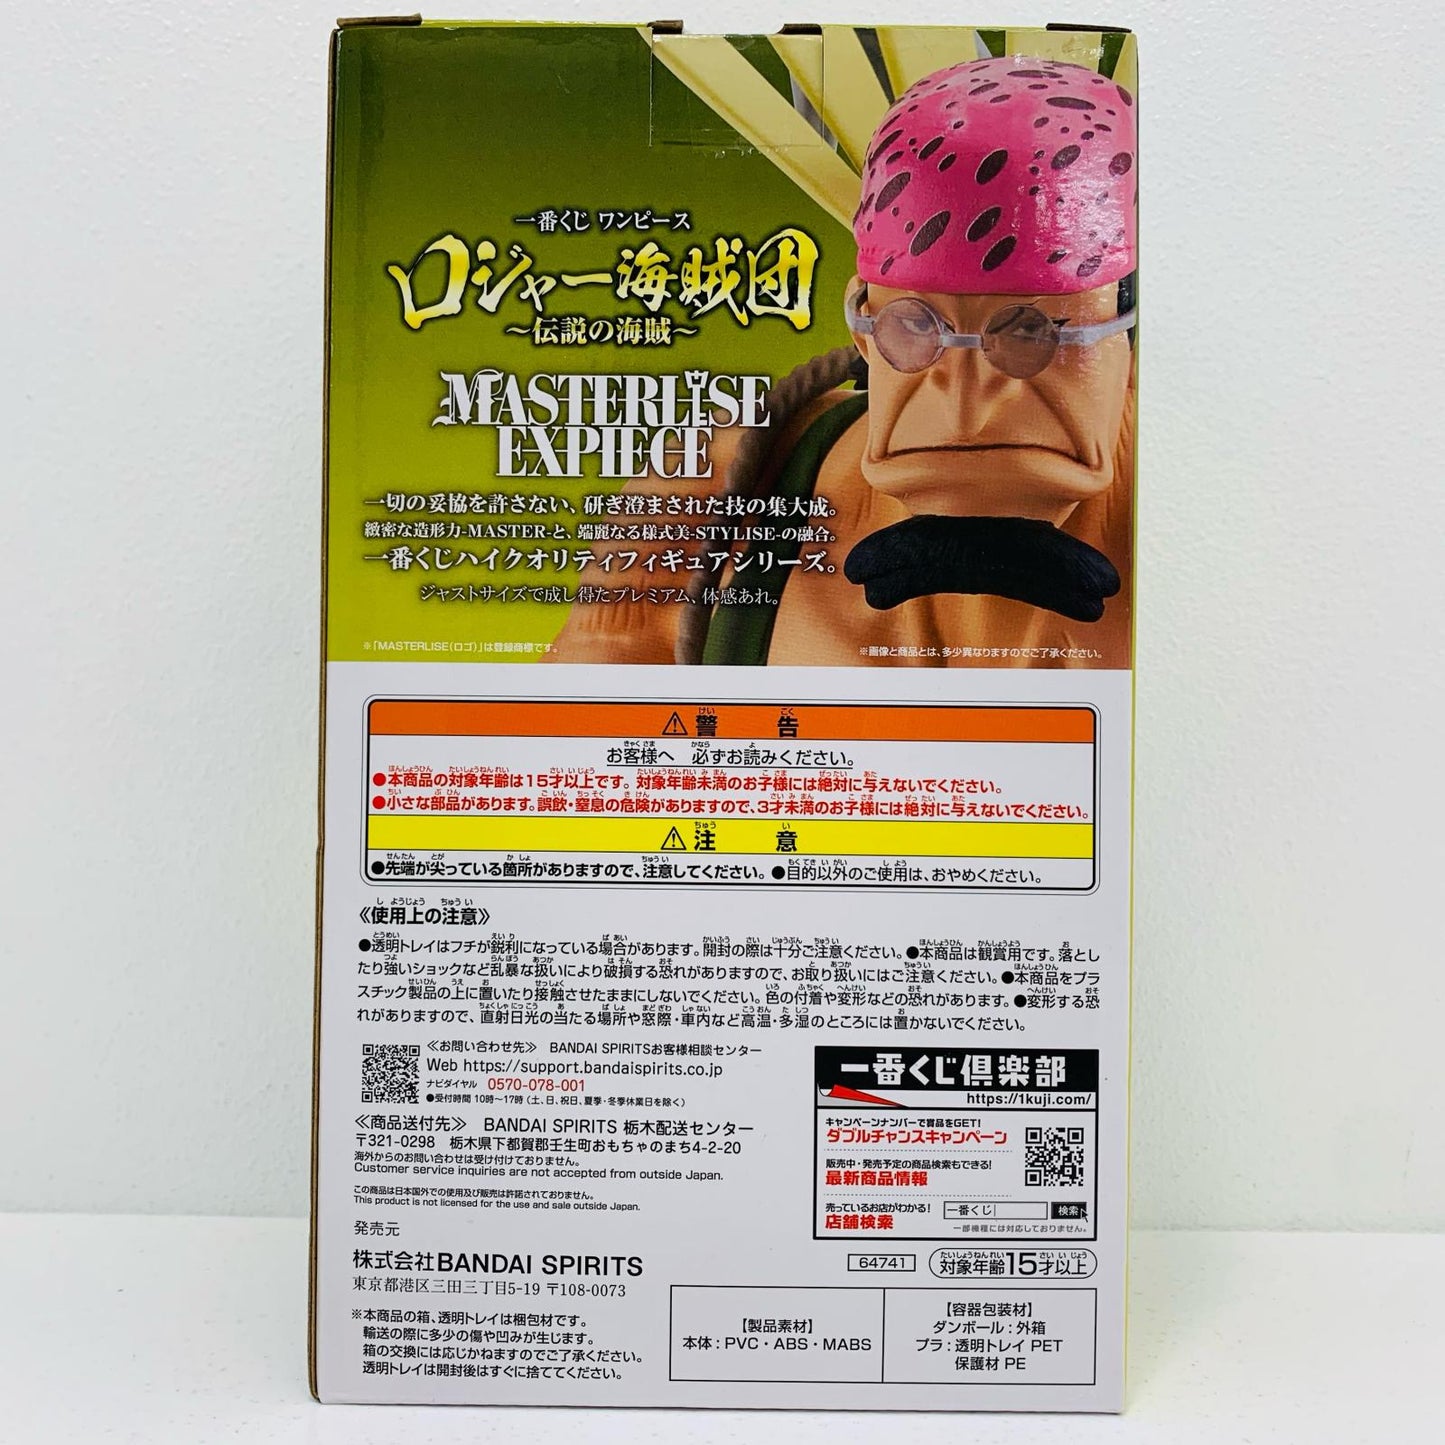 一番くじ ワンピース
ロジャー海賊団
～伝説の海賊～
MASTERLISE
EXPIECE
一切の妥協を許さない、研ぎ澄まされた技の集大成。
緻密な造形力-MASTER-と、端麗なる様式美-STYLISE-の融合。
一番くじハイクオリティフィギュアシリーズ。
ジャストサイズで成し得たプレミアム、体感あれ。
※「MASTERLISE(ロゴ)」は登録商標です。
※画像と商品とは、多少異なりますのでご了承ください。
⚠警告
お客様へ 必ずお読みください。
●本商品の対象年齢は15才以上です。対象年齢未満のお子様には絶対に与えないでください。
●小さな部品があります。誤飲・窒息の危険がありますので、3才未満のお子様には絶対に与えないでください。
⚠注意
●先端が尖っている箇所がありますので、注意してください。●目的以外のご使用は、おやめください。
《使用上の注意》
●透明トレイはフチが鋭利になっている場合があります。開封の際は十分ご注意ください。●本商品は観賞用です。落とし
たり強いショックなど乱暴な扱いにより破損する恐れがありますので、お取り扱いにはご注意ください。●本商品をプラ
スチック製品の上に置いたり接触させたままにしないでください。色の付着や変形などの恐れがあります。●変形する恐
れがありますので、直射日光の当たる場所や窓際・車内など高温・多湿のところには置かないでください。
≪お問い合わせ先≫ BANDAI SPIRITSお客様相談センター
Web https://support.bandaispirits.co.jp
ナビダイヤル 0570-078-001
●受付時間 10時～17時（土、日、祝日、夏季・冬季休業日を除く）
≪商品送付先≫ BANDAI SPIRITS 栃木配送センター
〒321-0298 栃木県下都賀郡壬生町おもちゃのまち4-2-20
海外からのお問い合わせは受け付けておりません。
Customer service inquiries are not accepted from outside Japan.
この商品は日本国外での使用及び販売は許諾されておりません。
This product is not licensed for the use and sale outside Japan.
発売元
株式会社BANDAI SPIRITS
東京都港区三田三丁目5-19 〒108-0073
※本商品の箱、透明トレイは梱包材です。
輸送の際に多少の傷や凹みが生じます。
箱の交換には応じかねますのでご了承ください。
透明トレイは開封後はすぐに捨ててください。
一番くじ倶楽部
https://1kuji.com/
キャンペーンナンバーで賞品をGET!
ダブルチャンスキャンペーン
販売中・発売予定の商品検索もできる!
最新商品情報
売っているお店がわかる!
店舗検索
一番くじ 検索
一部機種には対応しておりません。
64741
対象年齢15才以上
【製品素材】
本体：PVC・ABS・MABS
【容器包装材】
ダンボール：外箱
プラ：透明トレイ PET
保護材 PE